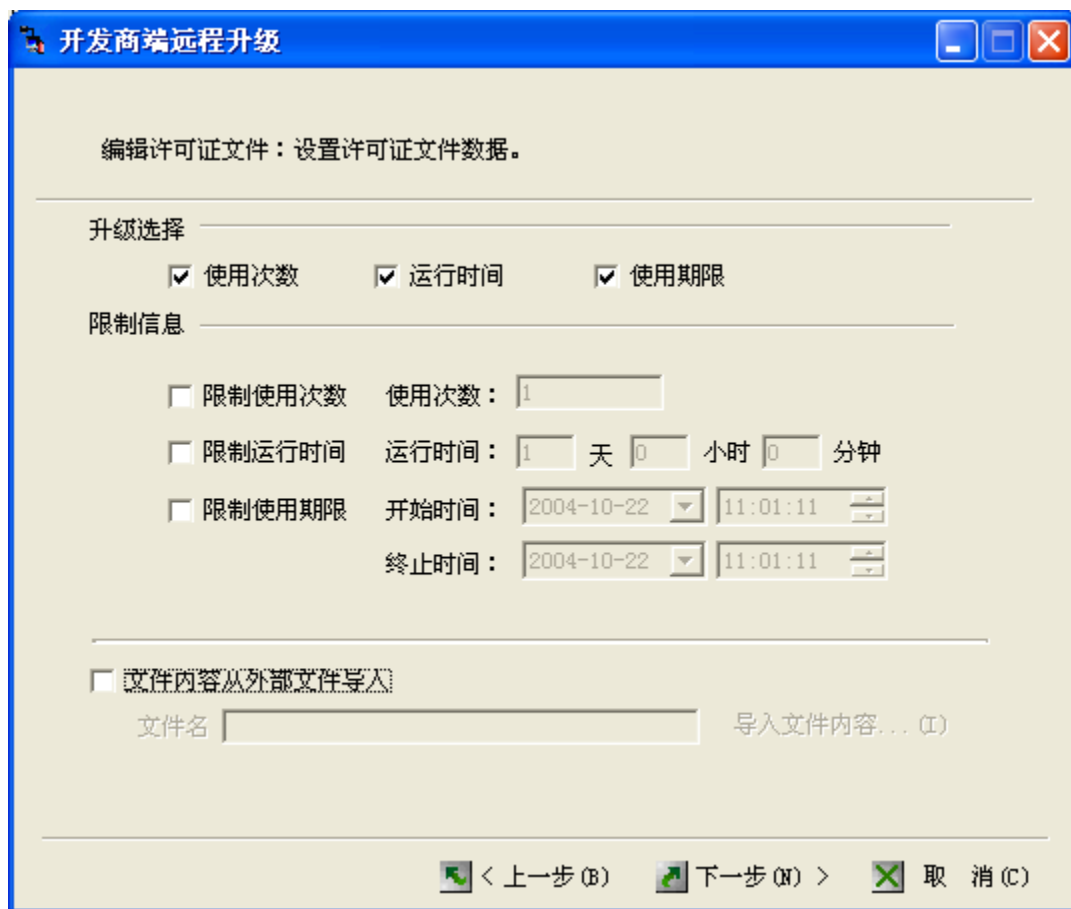 开发商端远程升级
编辑许可证文件：设置许可证文件数据。
升级选择
使用次数 运行时间 使用期限
限制信息
限制使用次数 使用次数： 1
限制运行时间 运行时间： 1 天 0 小时 0 分钟
限制使用期限 开始时间： 2004-10-22 11:01:11
终止时间： 2004-10-22 11:01:11
文件内容从外部文件导入
文件名 导入文件内容...(I)
< 上一步(B) 下一步(N) > 取 消(C)